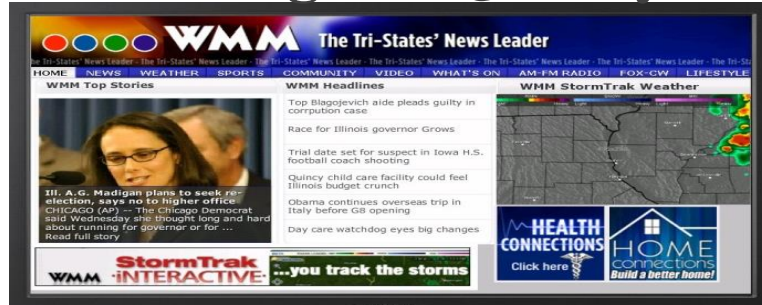 WMM The Tri-States' News Leader
The Tri-States' News Leader - The Tri-States' News Leader - The Tri-States' News Leader - The Tri-States' News Leader - The Tri-States' News Leader
HOME NEWS WEATHER SPORTS COMMUNITY VIDEO WHAT'S ON AM-FM RADIO FOX-CW LIFESTYLE
WMM Top Stories
Ill. A.G. Madigan plans to seek re-
election, says no to higher office
CHICAGO (AP) -- The Chicago Democrat
said Wednesday she thought long and hard
about running for governor or for ...
Read full story
WMM Headlines
Top Blagojevich aide pleads guilty in
corrpution case
Race for Illinois governor Grows
Trial date set for suspect in Iowa H.S.
football coach shooting
Quincy child care facility could feel
Illinois budget crunch
Obama continues overseas trip in
Italy before G8 opening
Day care watchdog eyes big changes
WMM StormTrak Weather
HEALTH
CONNECTIONS
Click here
HOME
connections
Build a better home!
WMM StormTrak
INTERACTIVE
...you track the storms